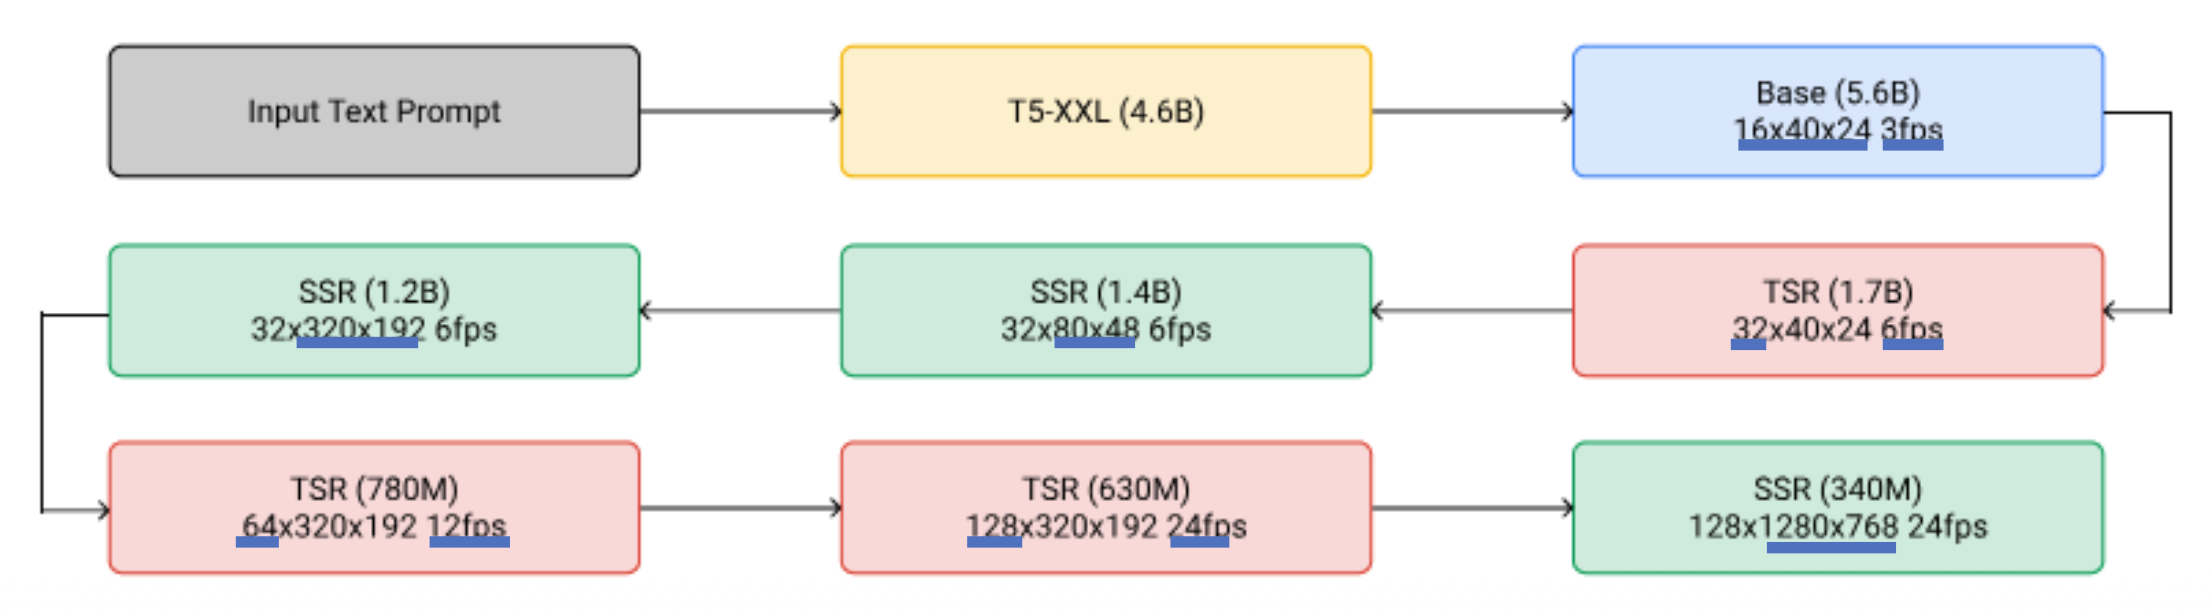 Input Text Prompt
T5-XXL (4.6B)
Base (5.6B)
16x40x24 3fps
SSR (1.2B)
32x320x192 6fps
SSR (1.4B)
32x80x48 6fps
TSR (1.7B)
32x40x24 6fps
TSR (780M)
64x320x192 12fps
TSR (630M)
128x320x192 24fps
SSR (340M)
128x1280x768 24fps